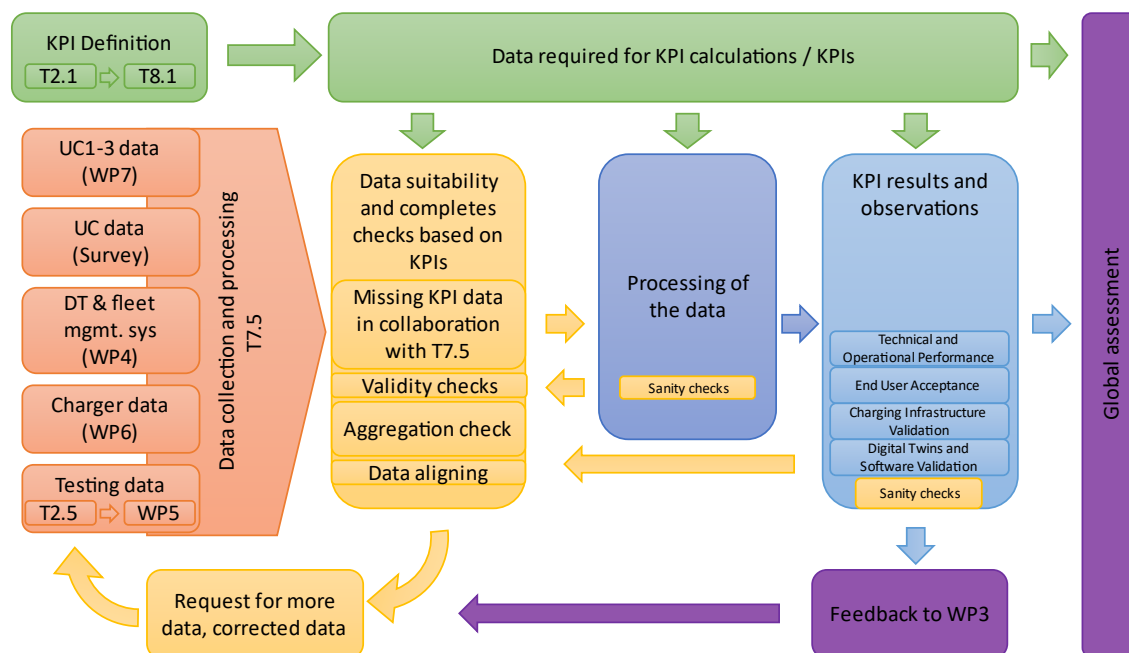 KPI Definition
T2.1
T8.1
Data required for KPI calculations / KPIs
UC1-3 data
(WP7)
UC data
(Survey)
DT & fleet
mgmt. sys
(WP4)
Charger data
(WP6)
Testing data
T2.5
WP5
Data collection and processing
T7.5
Data suitability
and completes
checks based on
KPIs
Missing KPI data
in collaboration
with T7.5
Validity checks
Aggregation check
Data aligning
Processing of
the data
Sanity checks
KPI results and
observations
Technical and
Operational Performance
End User Acceptance
Charging Infrastructure
Validation
Digital Twins and
Software Validation
Sanity checks
Global assessment
Request for more
data, corrected data
Feedback to WP3